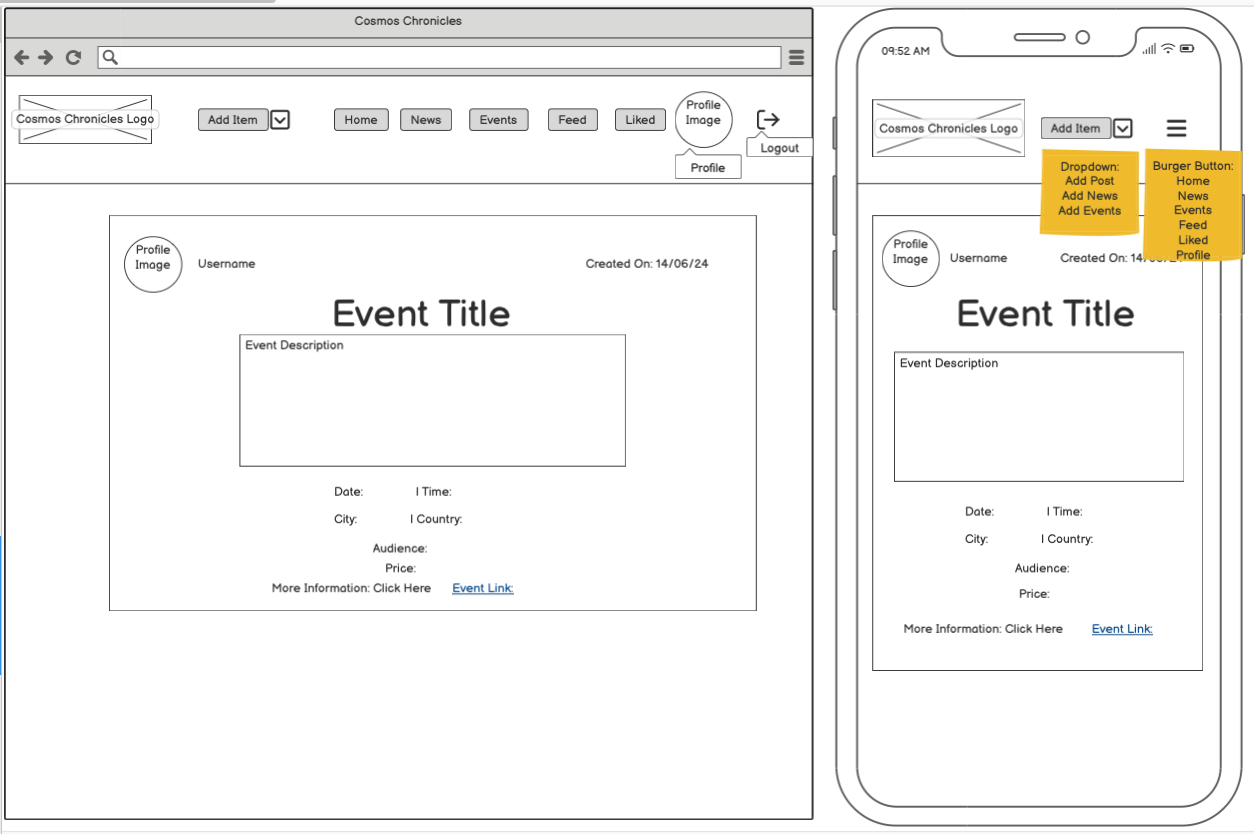 Cosmos Chronicles
Cosmos Chronicles Logo
Add Item
Home
News
Events
Feed
Liked
Profile
Image
Logout
Profile
Profile
Image
Username
Created On: 14/06/24
Event Title
Event Description
Date:
I Time:
City:
I Country:
Audience:
Price:
More Information: Click Here
Event Link:
09:52 AM
Cosmos Chronicles Logo
Add Item
Dropdown:
Add Post
Add News
Add Events
Burger Button:
Home
News
Events
Feed
Liked
Profile
Profile
Image
Username
Created On: 14/
Event Title
Event Description
Date:
I Time:
City:
I Country:
Audience:
Price:
More Information: Click Here
Event Link: